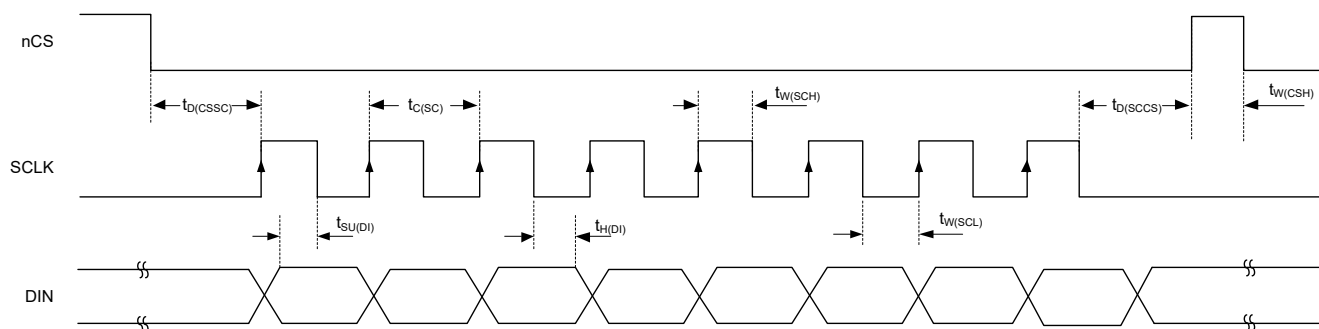 nCS
tD(CSSC)
tC(SC)
tW(SCH)
tD(SCCS)
tW(CSH)
SCLK
tSU(DI)
tH(DI)
tW(SCL)
DIN